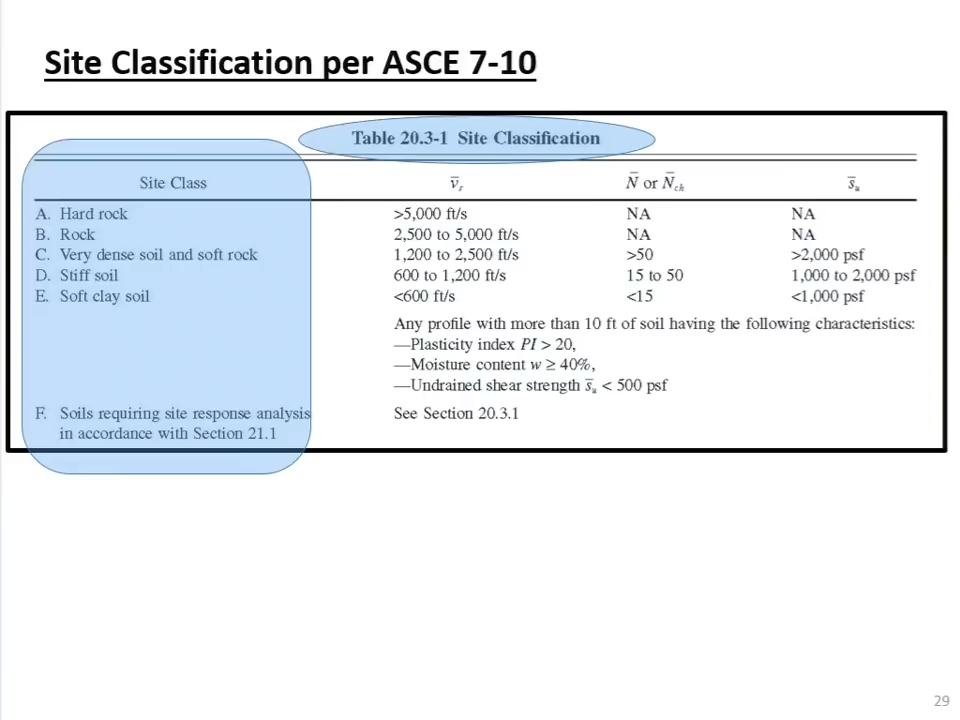 Site Classification per ASCE 7-10
Table 20.3-1 Site Classification
Site Class v̄s N̄ or N̄ch s̄u
A. Hard rock >5,000 ft/s NA NA
B. Rock 2,500 to 5,000 ft/s NA NA
C. Very dense soil and soft rock 1,200 to 2,500 ft/s >50 >2,000 psf
D. Stiff soil 600 to 1,200 ft/s 15 to 50 1,000 to 2,000 psf
E. Soft clay soil <600 ft/s <15 <1,000 psf
Any profile with more than 10 ft of soil having the following characteristics:
—Plasticity index PI > 20,
—Moisture content w ≥ 40%,
—Undrained shear strength s̄u < 500 psf
F. Soils requiring site response analysis See Section 20.3.1
in accordance with Section 21.1
29